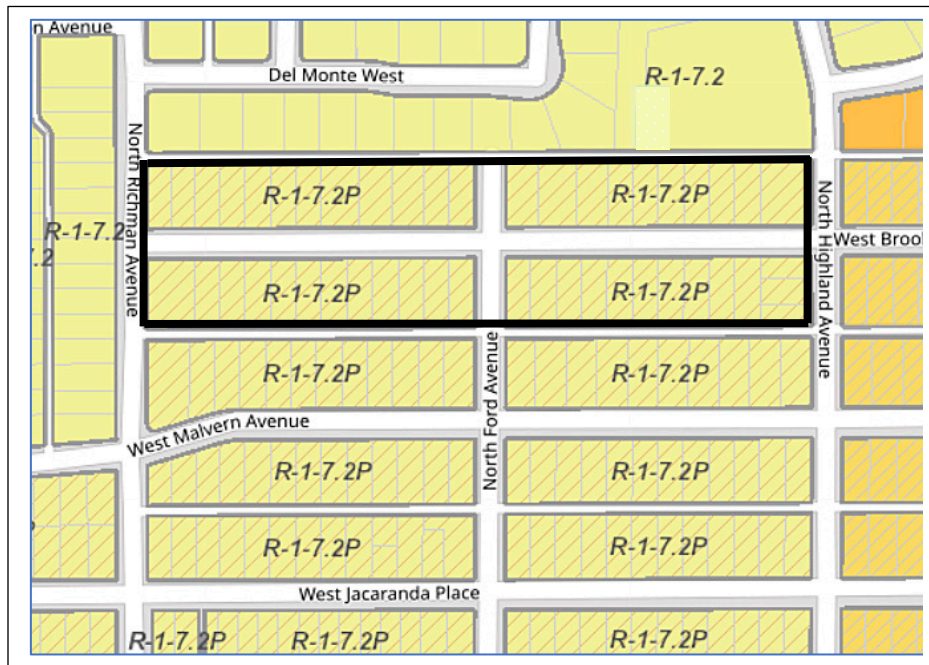 n Avenue
Del Monte West
R-1-7.2
North Richman Avenue
R-1-7.2P
R-1-7.2P
North Highland Avenue
R-1-7.2
.2
West Brook
R-1-7.2P
R-1-7.2P
North Ford Avenue
R-1-7.2P
R-1-7.2P
West Malvern Avenue
R-1-7.2P
R-1-7.2P
R-1-7.2P
R-1-7.2P
West Jacaranda Place
R-1-7.2P
R-1-7.2P
R-1-7.2P